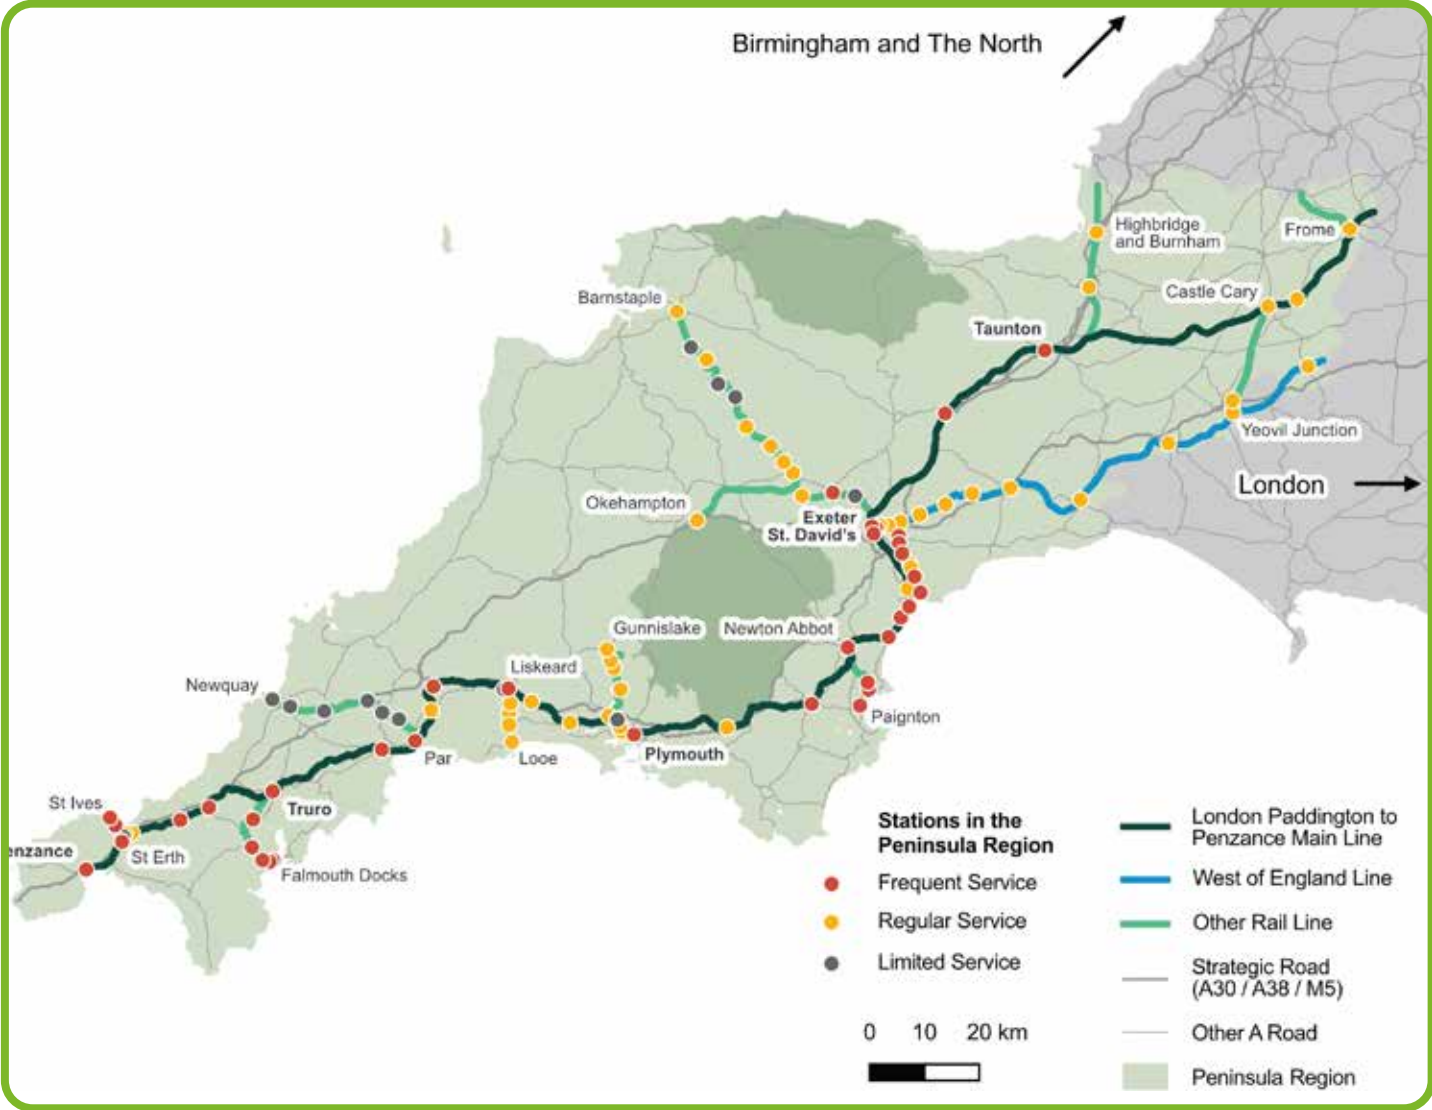 Birmingham and The North
Highbridge
and Burnham
Frome
Barnstaple
Castle Cary
Taunton
Yeovil Junction
London
Okehampton
Exeter
St. David's
Gunnislake
Newton Abbot
Liskeard
Newquay
Paignton
Par
Looe
Plymouth
St Ives
Truro
enzance
St Erth
Falmouth Docks
Stations in the
Peninsula Region
Frequent Service
Regular Service
Limited Service
0 10 20 km
London Paddington to
Penzance Main Line
West of England Line
Other Rail Line
Strategic Road
(A30 / A38 / M5)
Other A Road
Peninsula Region